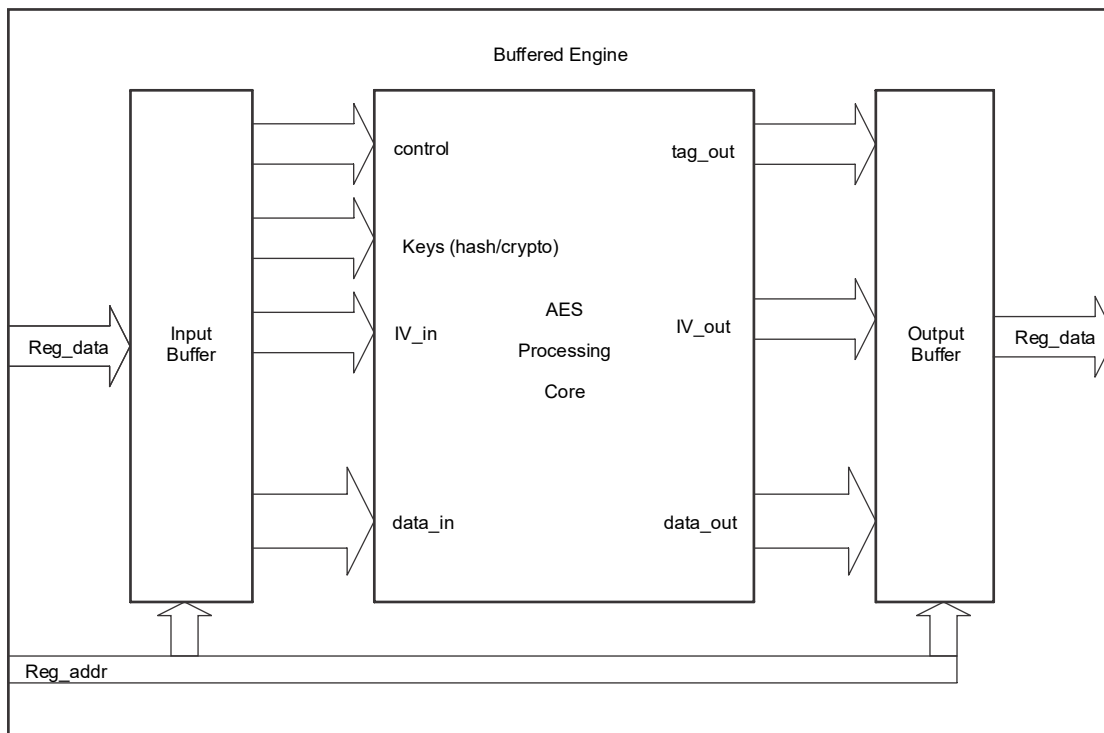 Buffered Engine
control
tag_out
Keys (hash/crypto)
Reg_data
Input
Buffer
IV_in
AES
Processing
Core
IV_out
Output
Buffer
Reg_data
data_in
data_out
Reg_addr